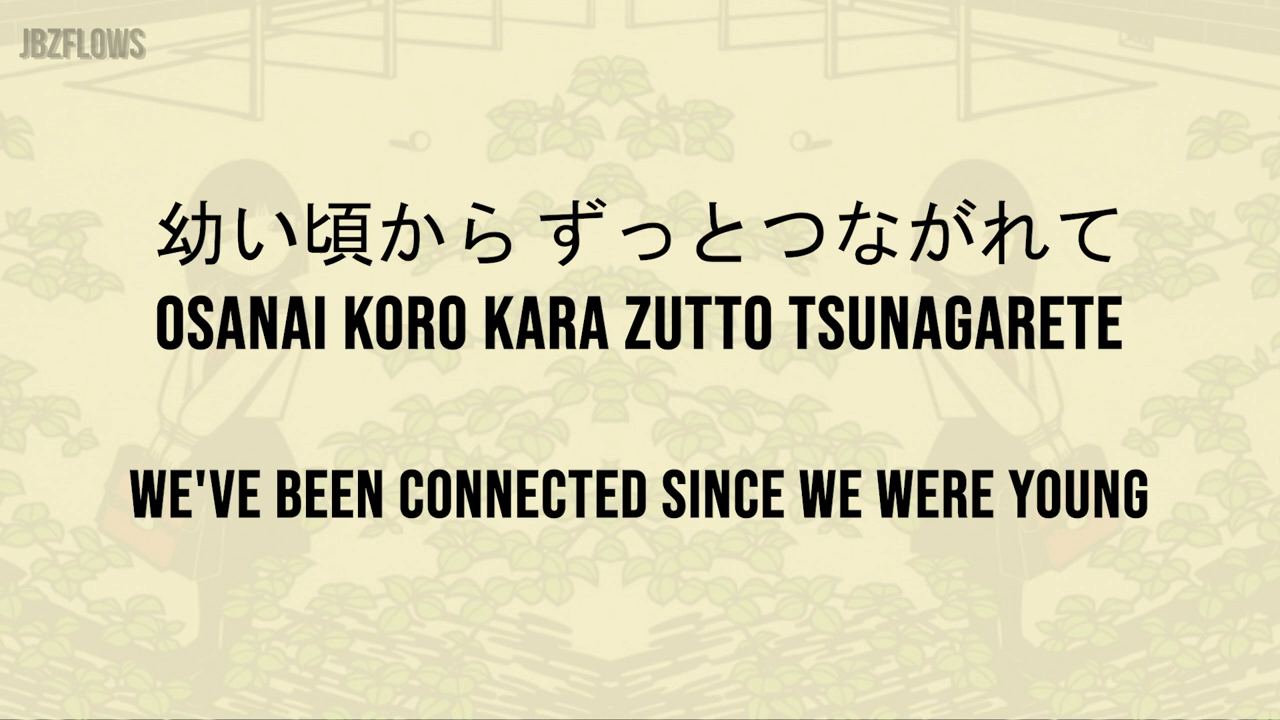 JBZFLOWS
幼い頃から ずっとつながれて
OSANAI KORO KARA ZUTTO TSUNAGARETE
WE'VE BEEN CONNECTED SINCE WE WERE YOUNG